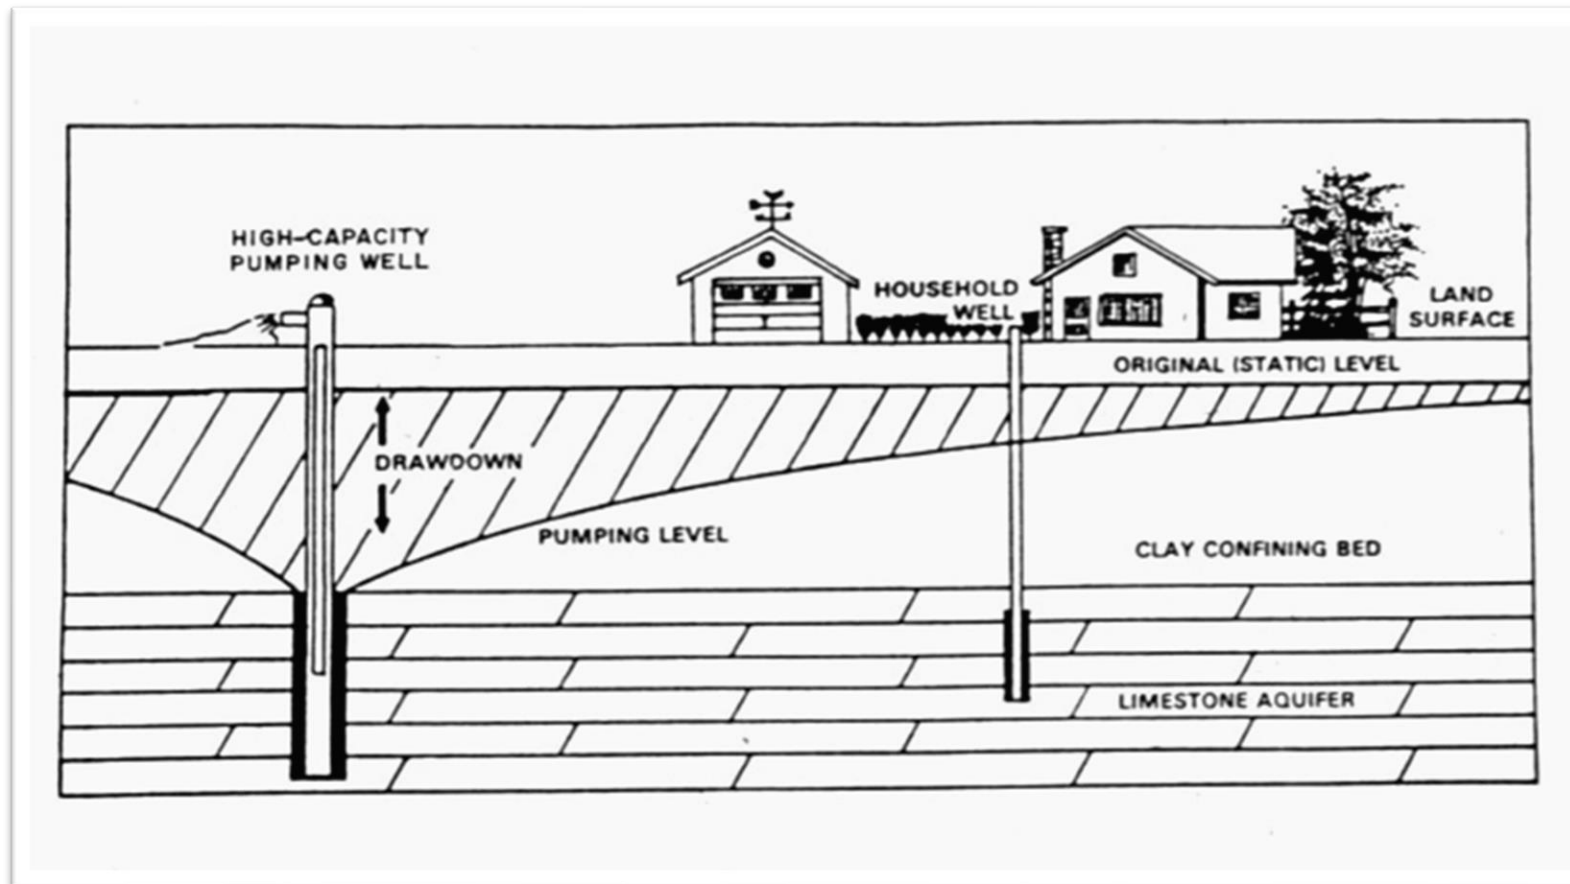 HIGH-CAPACITY
PUMPING WELL
HOUSEHOLD
WELL
LAND
SURFACE
ORIGINAL (STATIC) LEVEL
DRAWDOWN
PUMPING LEVEL
CLAY CONFINING BED
LIMESTONE AQUIFER